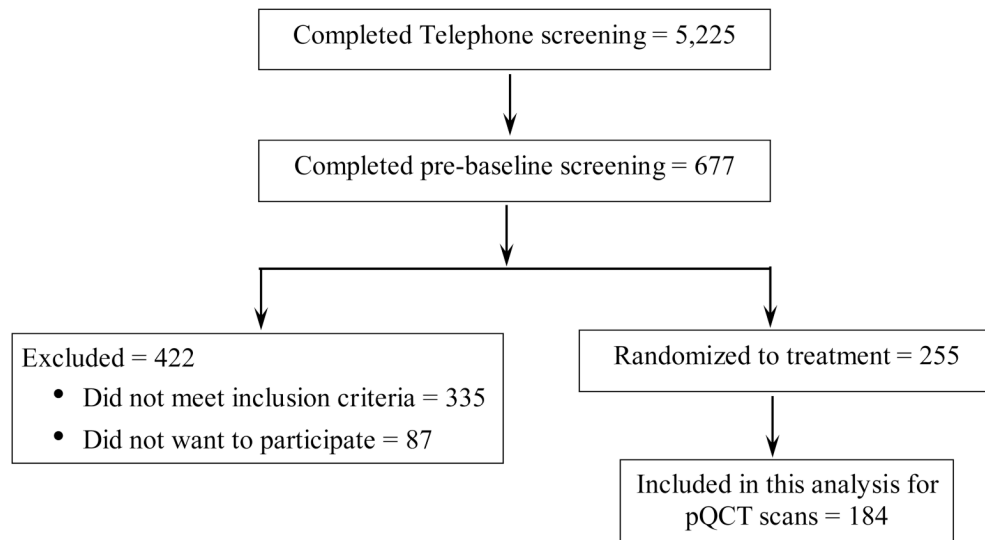 Completed Telephone screening = 5,225
Completed pre-baseline screening = 677
Excluded = 422
• Did not meet inclusion criteria = 335
• Did not want to participate = 87
Randomized to treatment = 255
Included in this analysis for
pQCT scans = 184